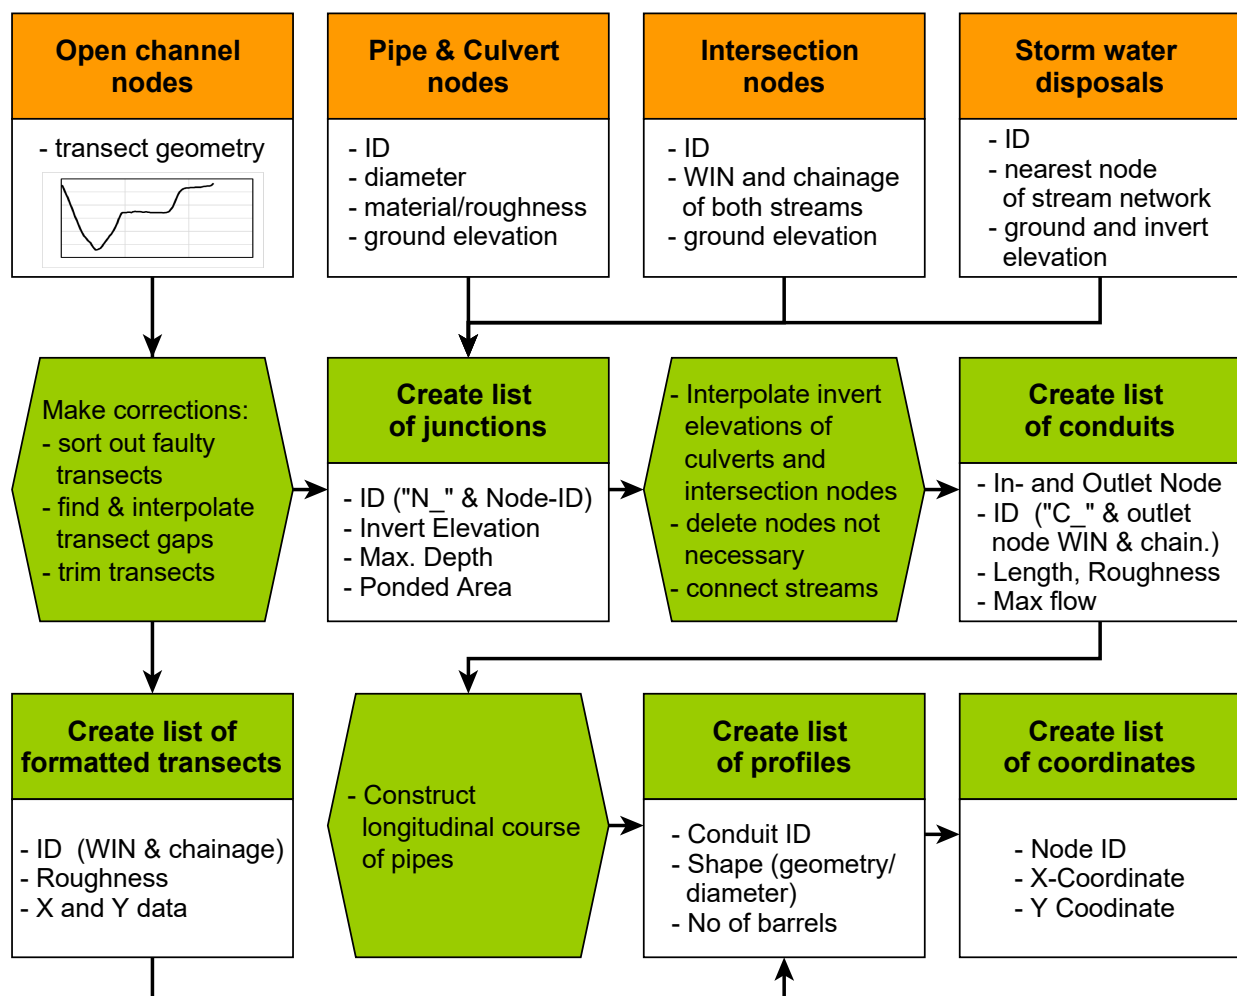 Open channel
nodes
- transect geometry
Pipe & Culvert
nodes
- ID
- diameter
- material/roughness
- ground elevation
Intersection
nodes
- ID
- WIN and chainage
of both streams
- ground elevation
Storm water
disposals
- ID
- nearest node
of stream network
- ground and invert
elevation
Make corrections:
- sort out faulty
transects
- find & interpolate
transect gaps
- trim transects
Create list
of junctions
- ID ("N_" & Node-ID)
- Invert Elevation
- Max. Depth
- Ponded Area
- Interpolate invert
elevations of
culverts and
intersection nodes
- delete nodes not
necessary
- connect streams
Create list
of conduits
- In- and Outlet Node
- ID  ("C_" & outlet
node WIN & chain.)
- Length, Roughness
- Max flow
Create list of
formatted transects
- ID  (WIN & chainage)
- Roughness
- X and Y data
- Construct
longitudinal course
of pipes
Create list
of profiles
- Conduit ID
- Shape (geometry/
diameter)
- No of barrels
Create list
of coordinates
- Node ID
- X-Coordinate
- Y Coodinate